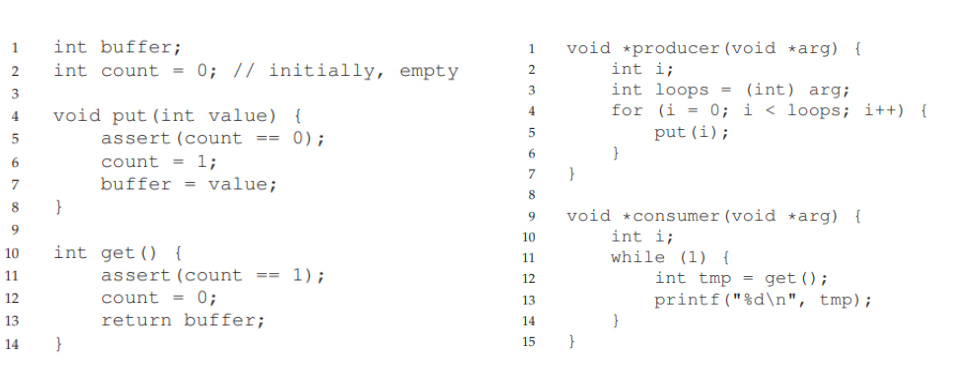 1 int buffer;
2 int count = 0; // initially, empty
3
4 void put(int value) {
5 assert(count == 0);
6 count = 1;
7 buffer = value;
8 }
9
10 int get() {
11 assert(count == 1);
12 count = 0;
13 return buffer;
14 }
1 void *producer(void *arg) {
2 int i;
3 int loops = (int) arg;
4 for (i = 0; i < loops; i++) {
5 put(i);
6 }
7 }
8
9 void *consumer(void *arg) {
10 int i;
11 while (1) {
12 int tmp = get();
13 printf("%d\n", tmp);
14 }
15 }